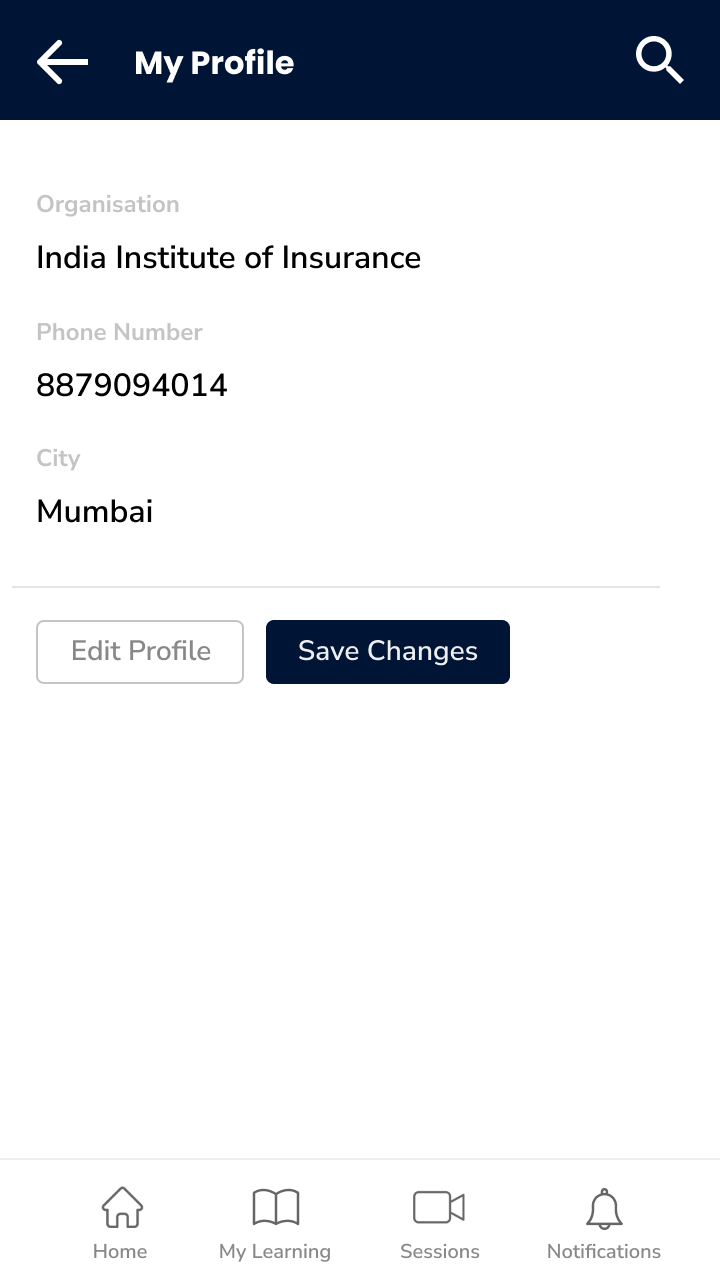 My Profile
Organisation
India Institute of Insurance
Phone Number
8879094014
City
Mumbai
Edit Profile
Save Changes
Home
My Learning
Sessions
Notifications